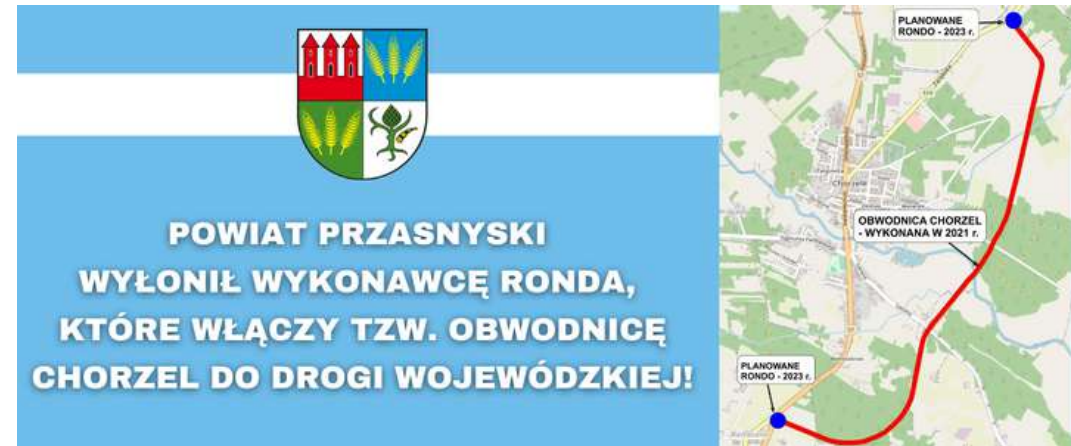 POWIAT PRZASNYSKI
WYŁONIŁ WYKONAWCĘ RONDA,
KTÓRE WŁĄCZY TZW. OBWODNICĘ
CHORZEL DO DROGI WOJEWÓDZKIEJ!
PLANOWANE
RONDO - 2023 r.
Chorzele
OBWODNICA CHORZEL
- WYKONANA W 2021 r.
PLANOWANE
RONDO - 2023 r.